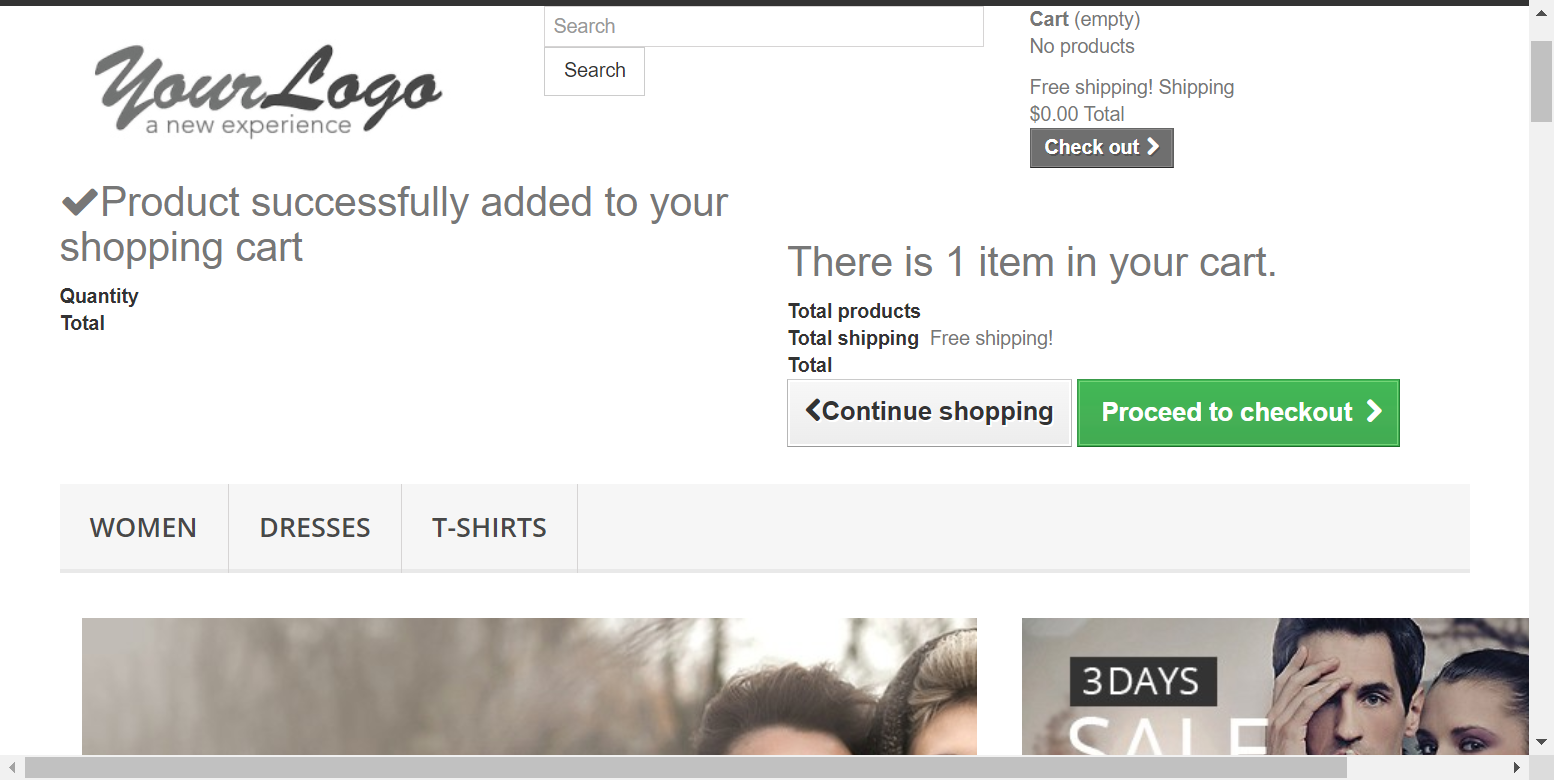 YourLogo
a new experience
Search
Search
Cart (empty)
No products
Free shipping! Shipping
$0.00 Total
Check out
Product successfully added to your
shopping cart
Quantity
Total
There is 1 item in your cart.
Total products
Total shipping Free shipping!
Total
Continue shopping
Proceed to checkout
WOMEN
DRESSES
T-SHIRTS
3 DAYS
SALE